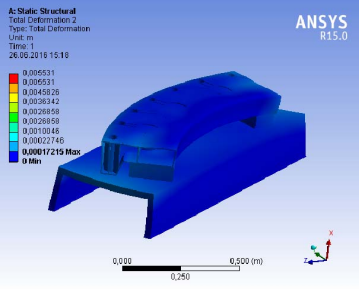 A: Static Structural
Total Deformation 2
Type: Total Deformation
Unit: m
Time: 1
26.06.2016 15:18
ANSYS
R15.0
0,005531
0,005531
0,0045826
0,0036342
0,0026858
0,0026858
0,0010046
0,00022746
0,00017215 Max
0 Min
0,000
0,500 (m)
0,250
X
Z